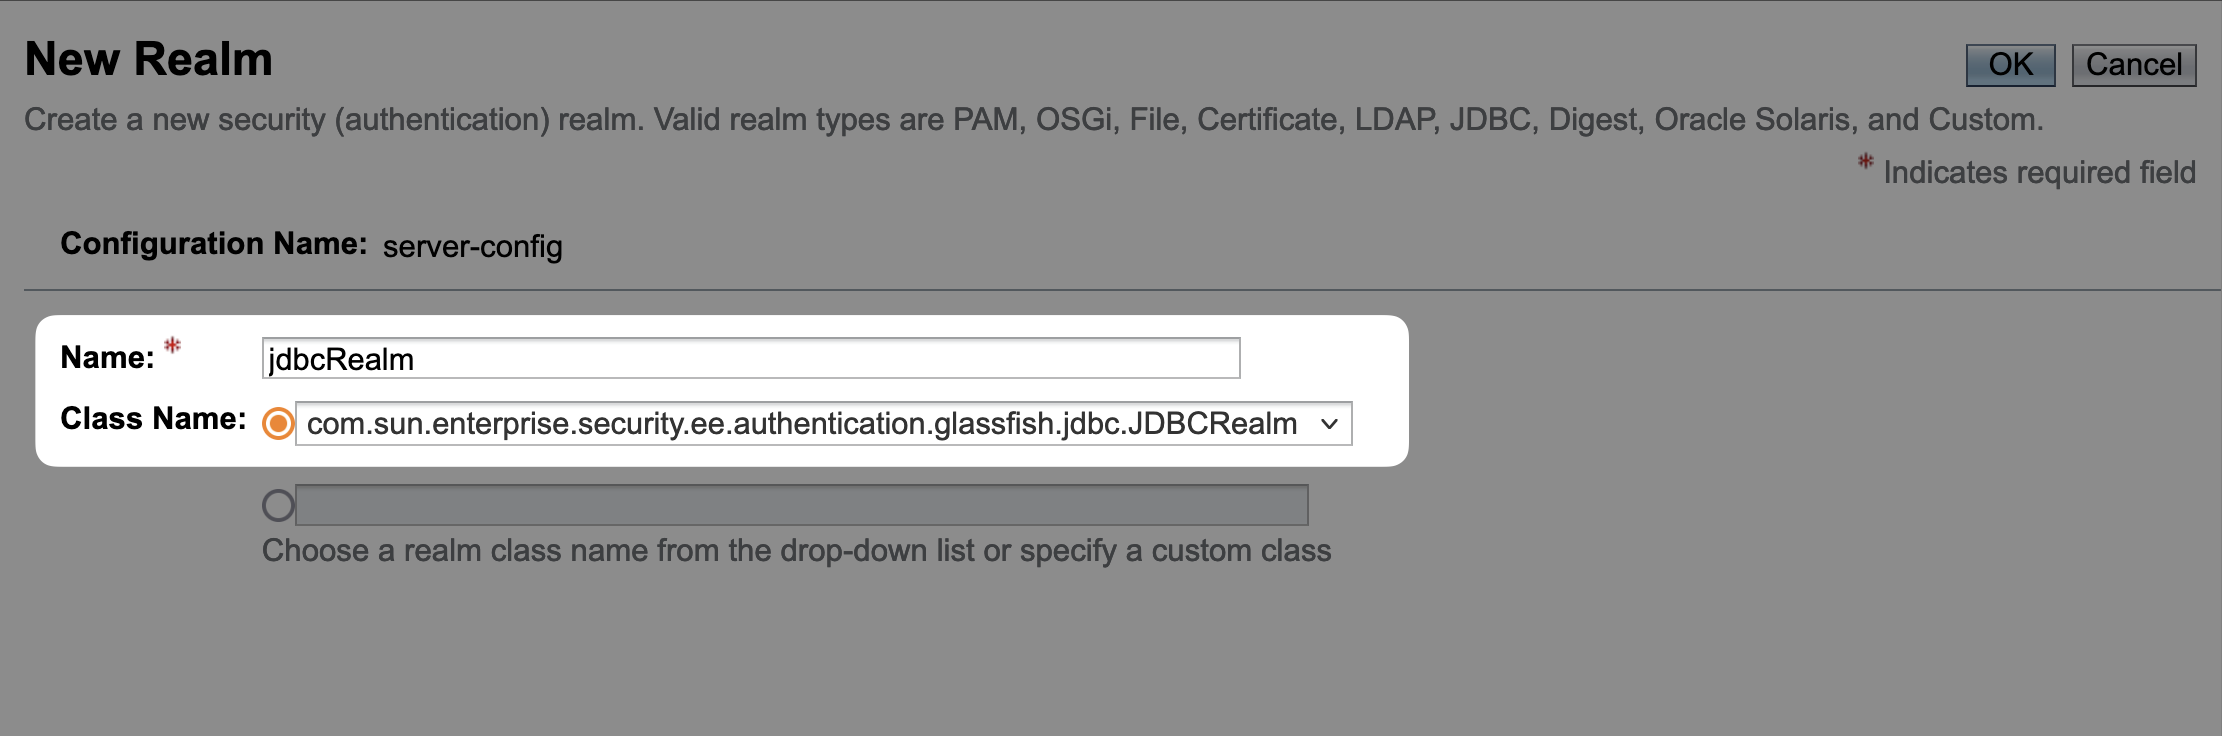 New Realm
OK Cancel
Create a new security (authentication) realm. Valid realm types are PAM, OSGi, File, Certificate, LDAP, JDBC, Digest, Oracle Solaris, and Custom.
* Indicates required field
Configuration Name: server-config
Name: * jdbcRealm
Class Name: com.sun.enterprise.security.ee.authentication.glassfish.jdbc.JDBCRealm
Choose a realm class name from the drop-down list or specify a custom class